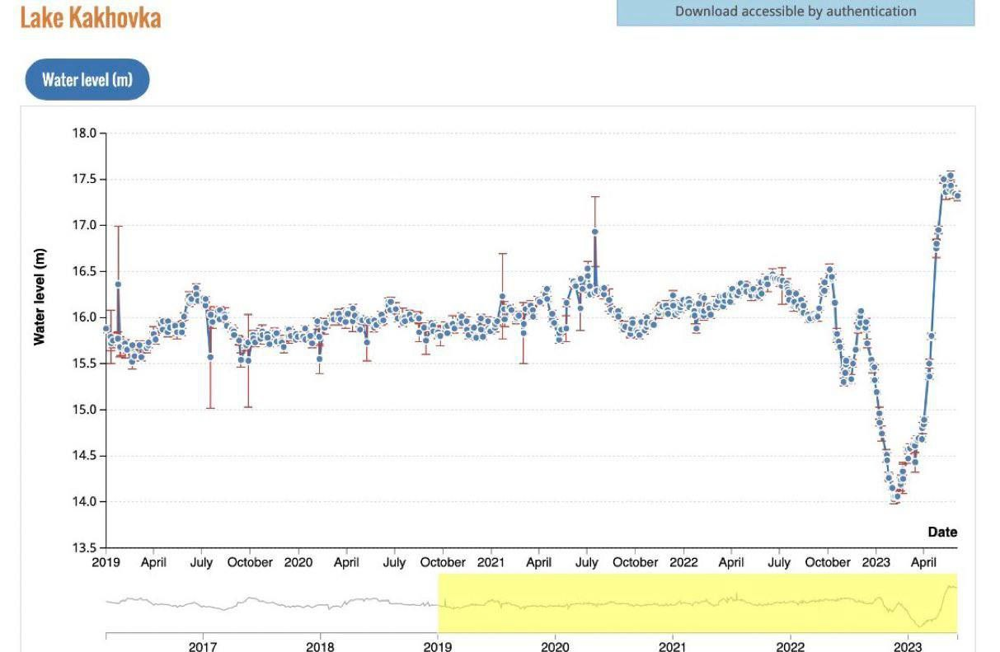 Lake Kakhovka
Download accessible by authentication
Water level (m)
Water level (m)
18.0
17.5
17.0
16.5
16.0
15.5
15.0
14.5
14.0
13.5
Date
2019 April July October 2020 April July October 2021 April July October 2022 April July October 2023 April
2017 2018 2019 2020 2021 2022 2023